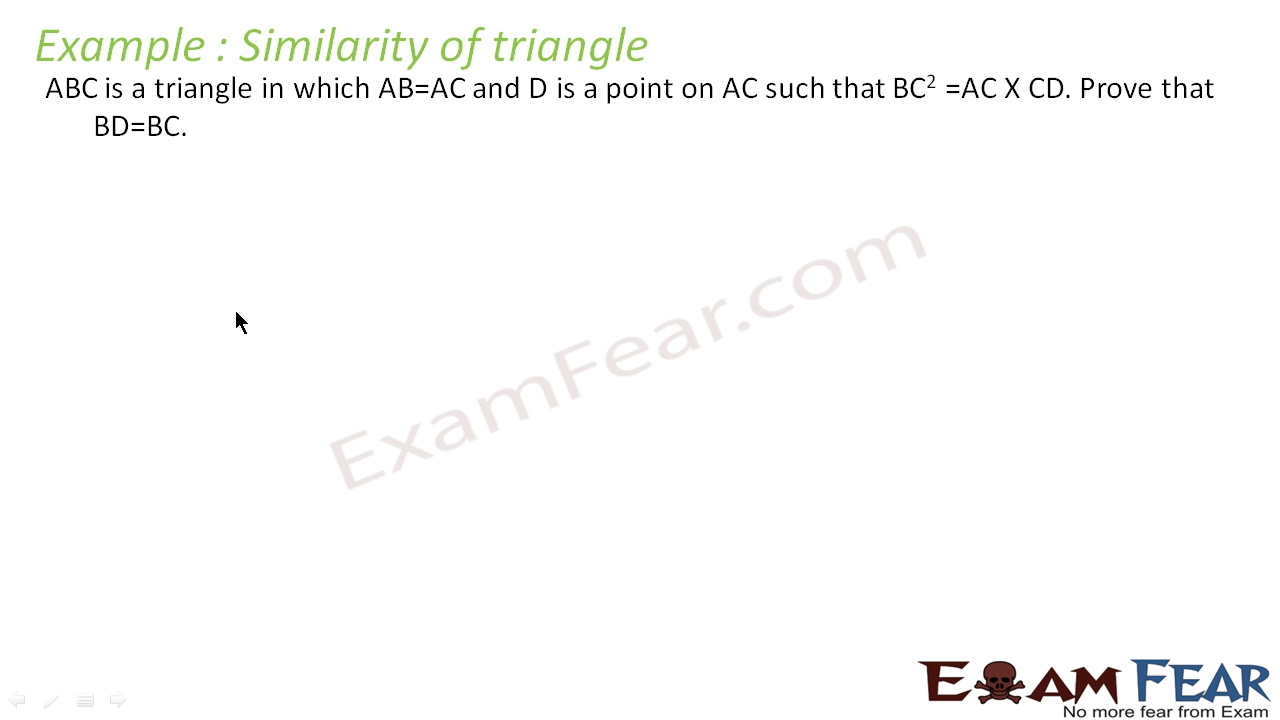 Example : Similarity of triangle
ABC is a triangle in which AB=AC and D is a point on AC such that BC² =AC X CD. Prove that
BD=BC.
ExamFear.com
EXAM FEAR
No more fear from Exam